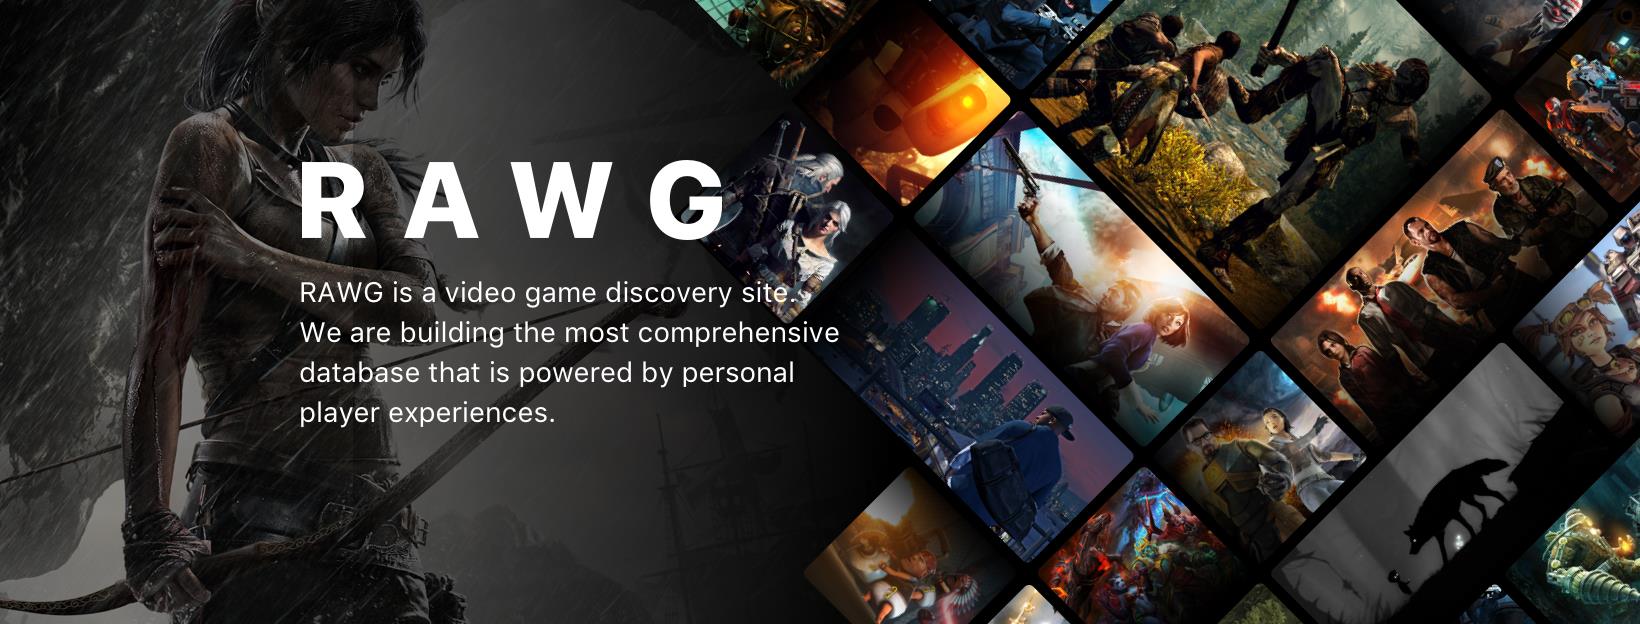 RAWG
RAWG is a video game discovery site.
We are building the most comprehensive
database that is powered by personal
player experiences.